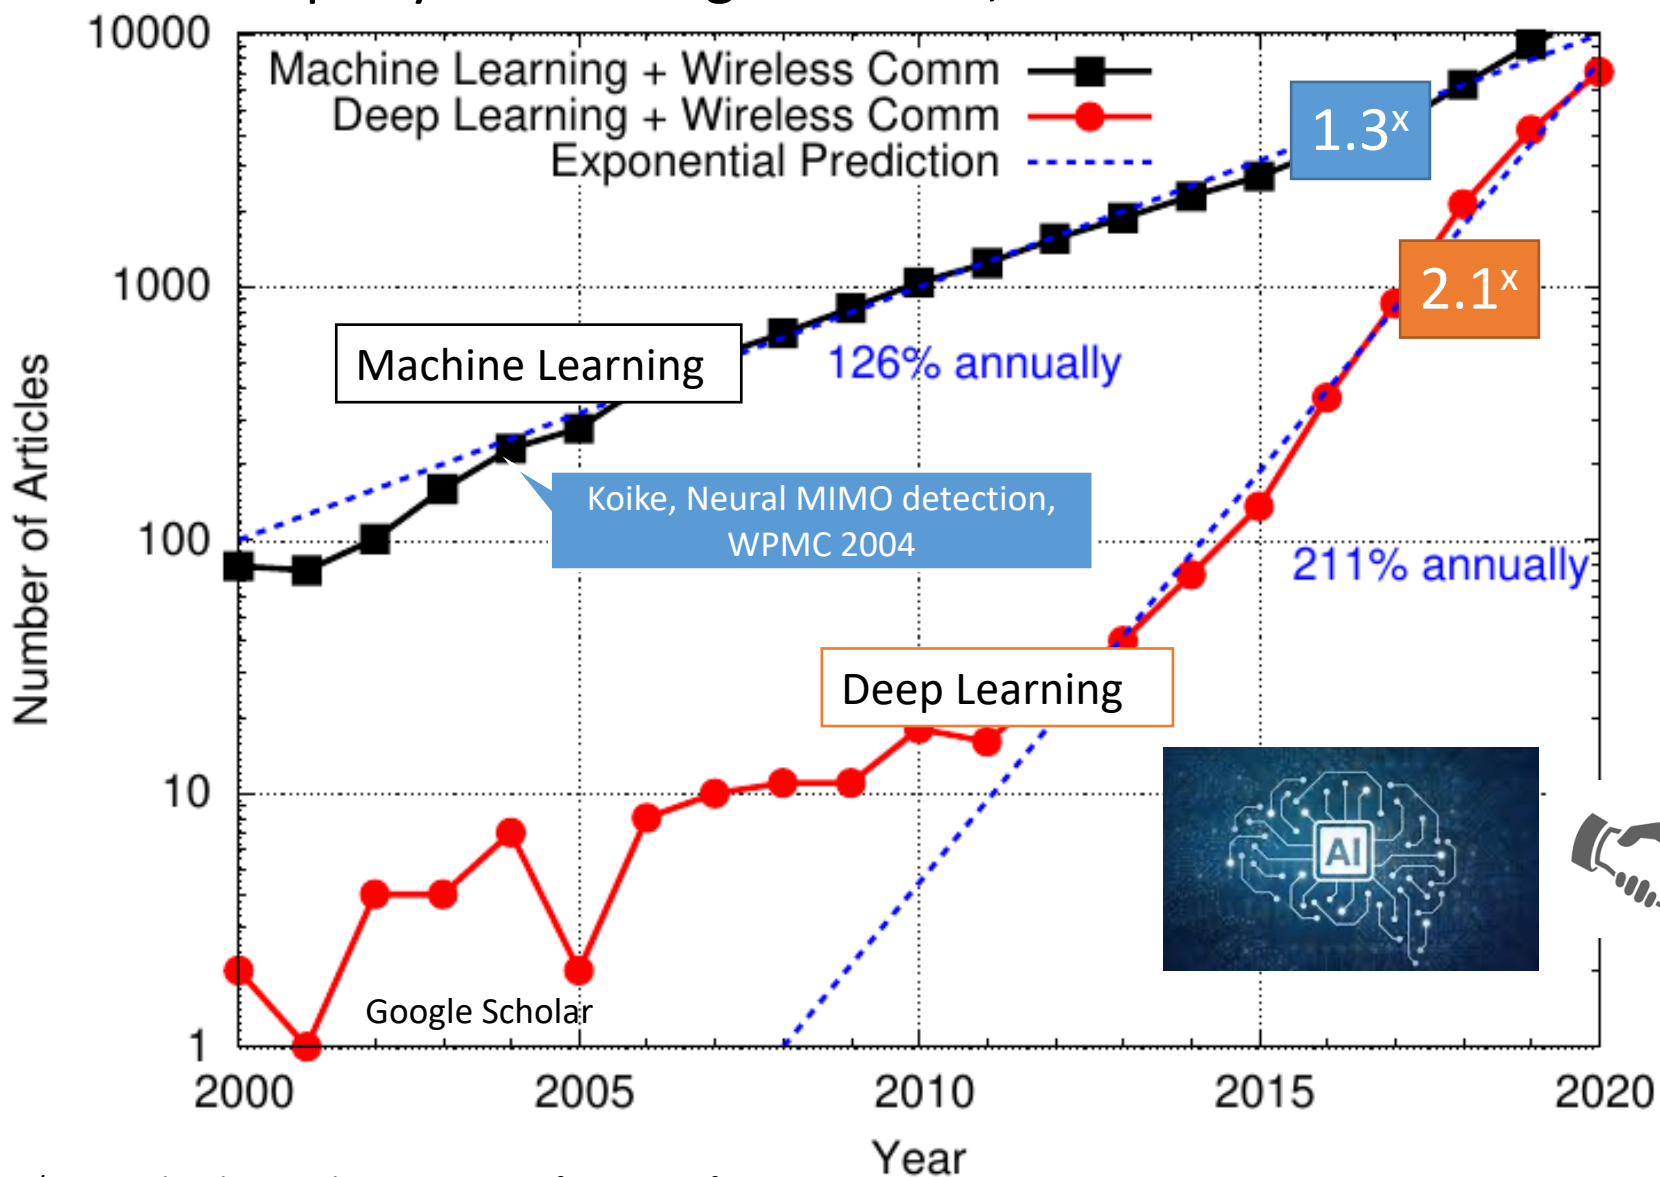 10000
Machine Learning + Wireless Comm
Deep Learning + Wireless Comm
Exponential Prediction
1.3x
2.1x
1000
Machine Learning
126% annually
Koike, Neural MIMO detection,
WPMC 2004
100
211% annually
Number of Articles
Deep Learning
10
AI
Google Scholar
1
2000 2005 2010 2015 2020
Year